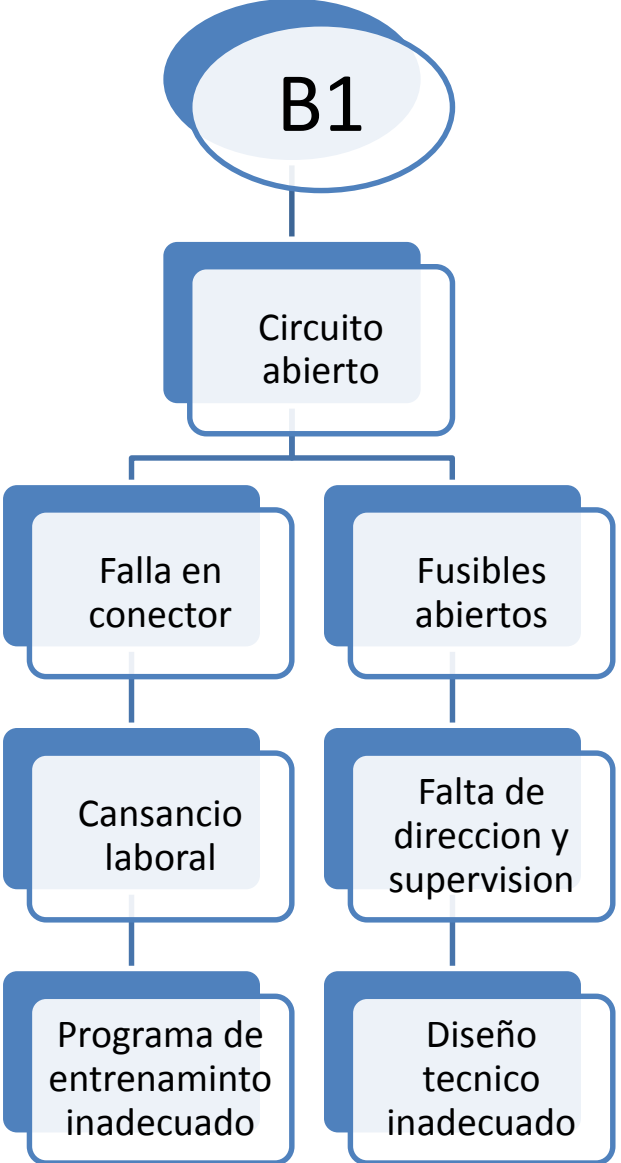 B1
Circuito
abierto
Falla en
conector
Fusibles
abiertos
Cansancio
laboral
Falta de
direccion y
supervision
Programa de
entrenaminto
inadecuado
Diseño
tecnico
inadecuado